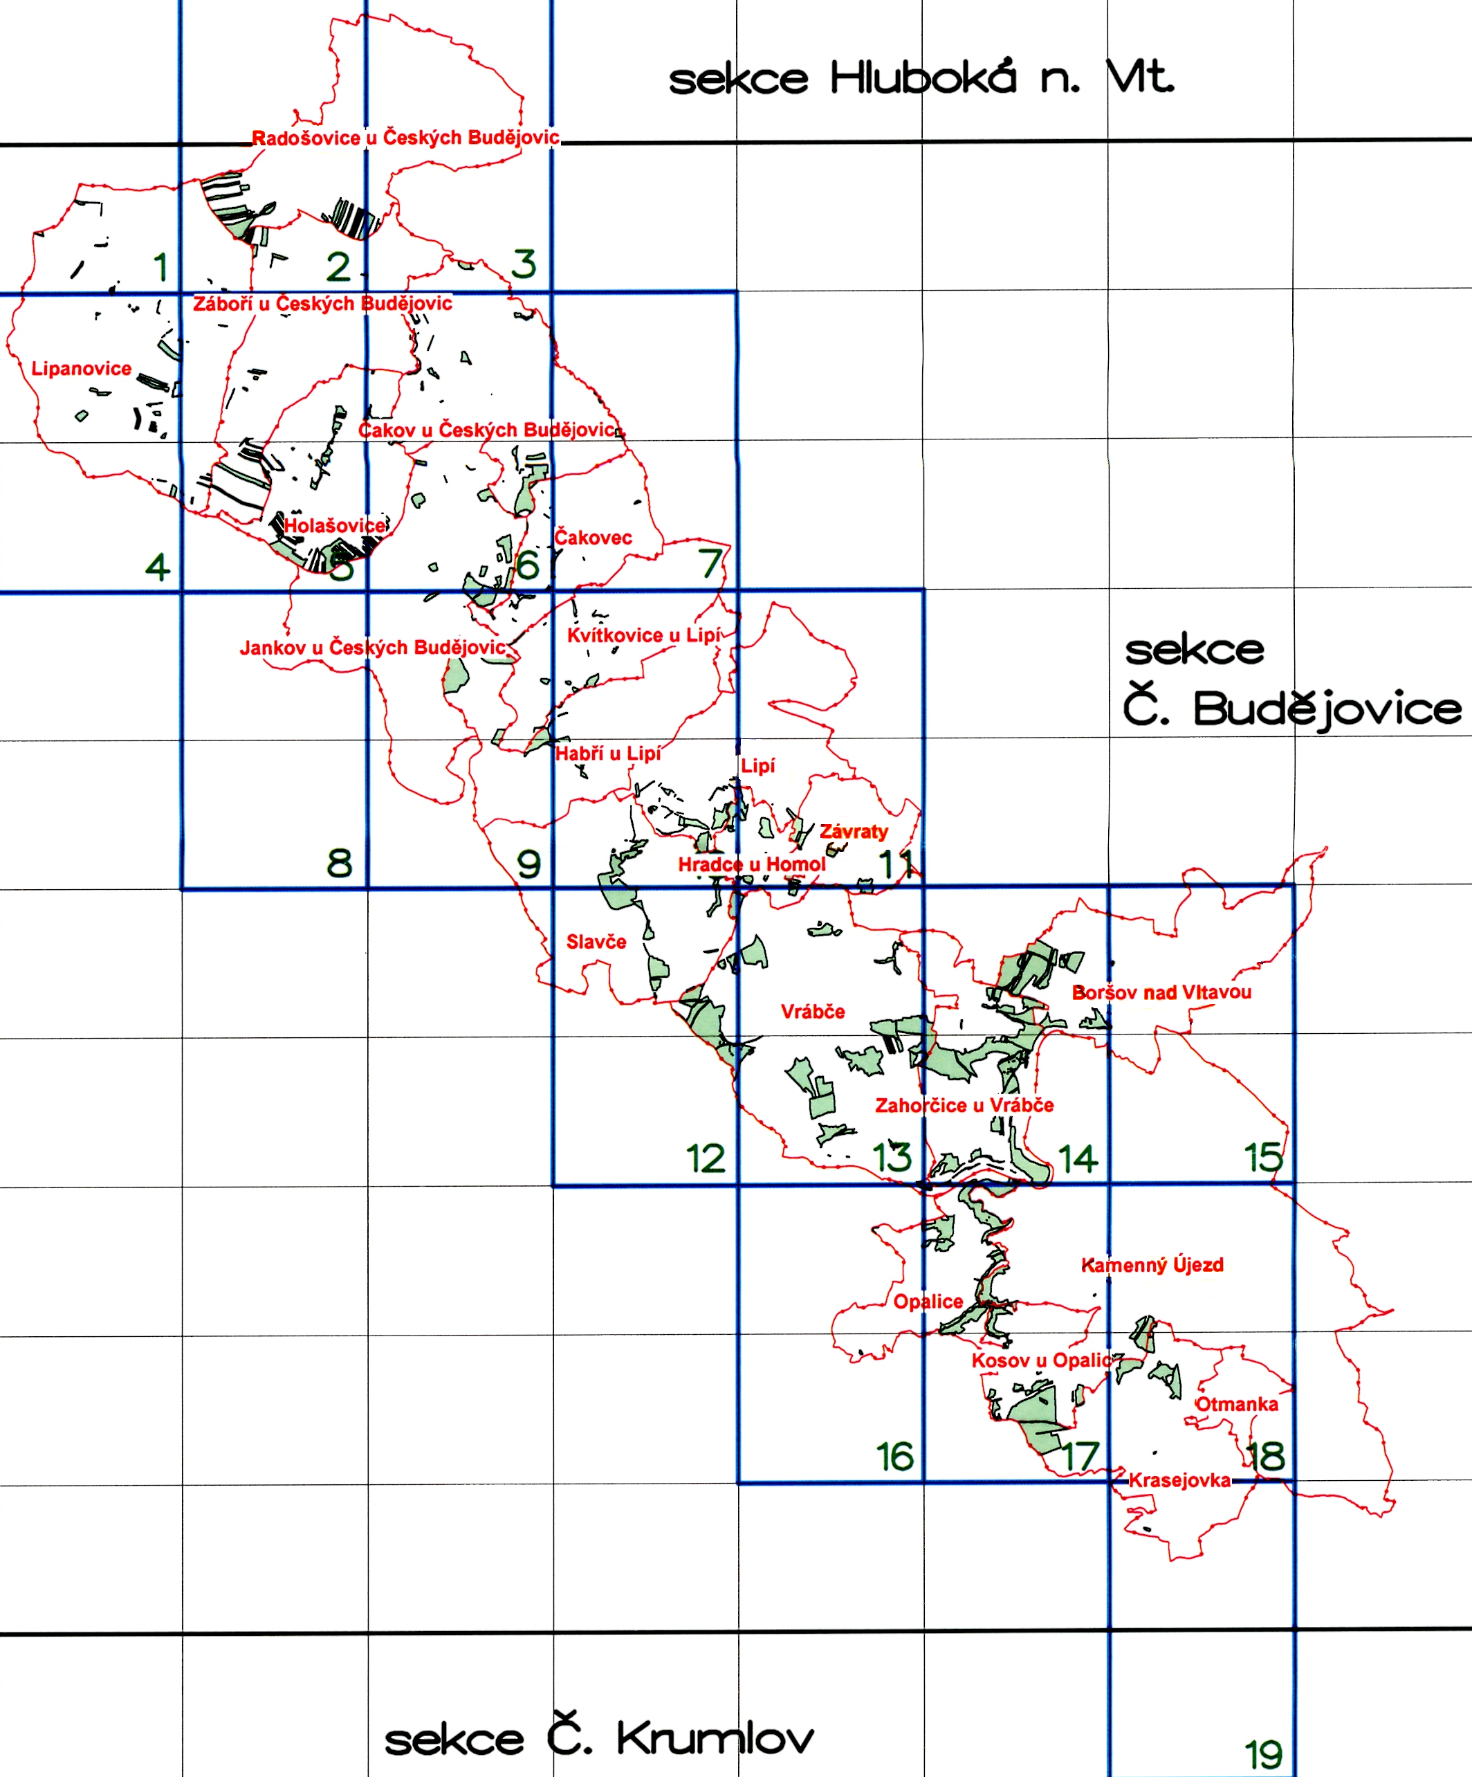 sekce Hluboká n. Vlt.
Radošovice u Českých Budějovic
1
2
3
Záboří u Českých Budějovic
Lipanovice
Čakov u Českých Budějovic
Holašovice
Čakovec
4
5
6
7
Kvítkovice u Lipí
Jankov u Českých Budějovic
sekce
Č. Budějovice
Habří u Lipí
Lipí
Závraty
Hradce u Homol
8
9
11
Slavče
Boršov nad Vltavou
Vrábče
Zahorčice u Vrábče
12
13
14
15
Kamenný Újezd
Opalice
Kosov u Opalic
Otmanka
16
17
18
Krasejovka
sekce Č. Krumlov
19